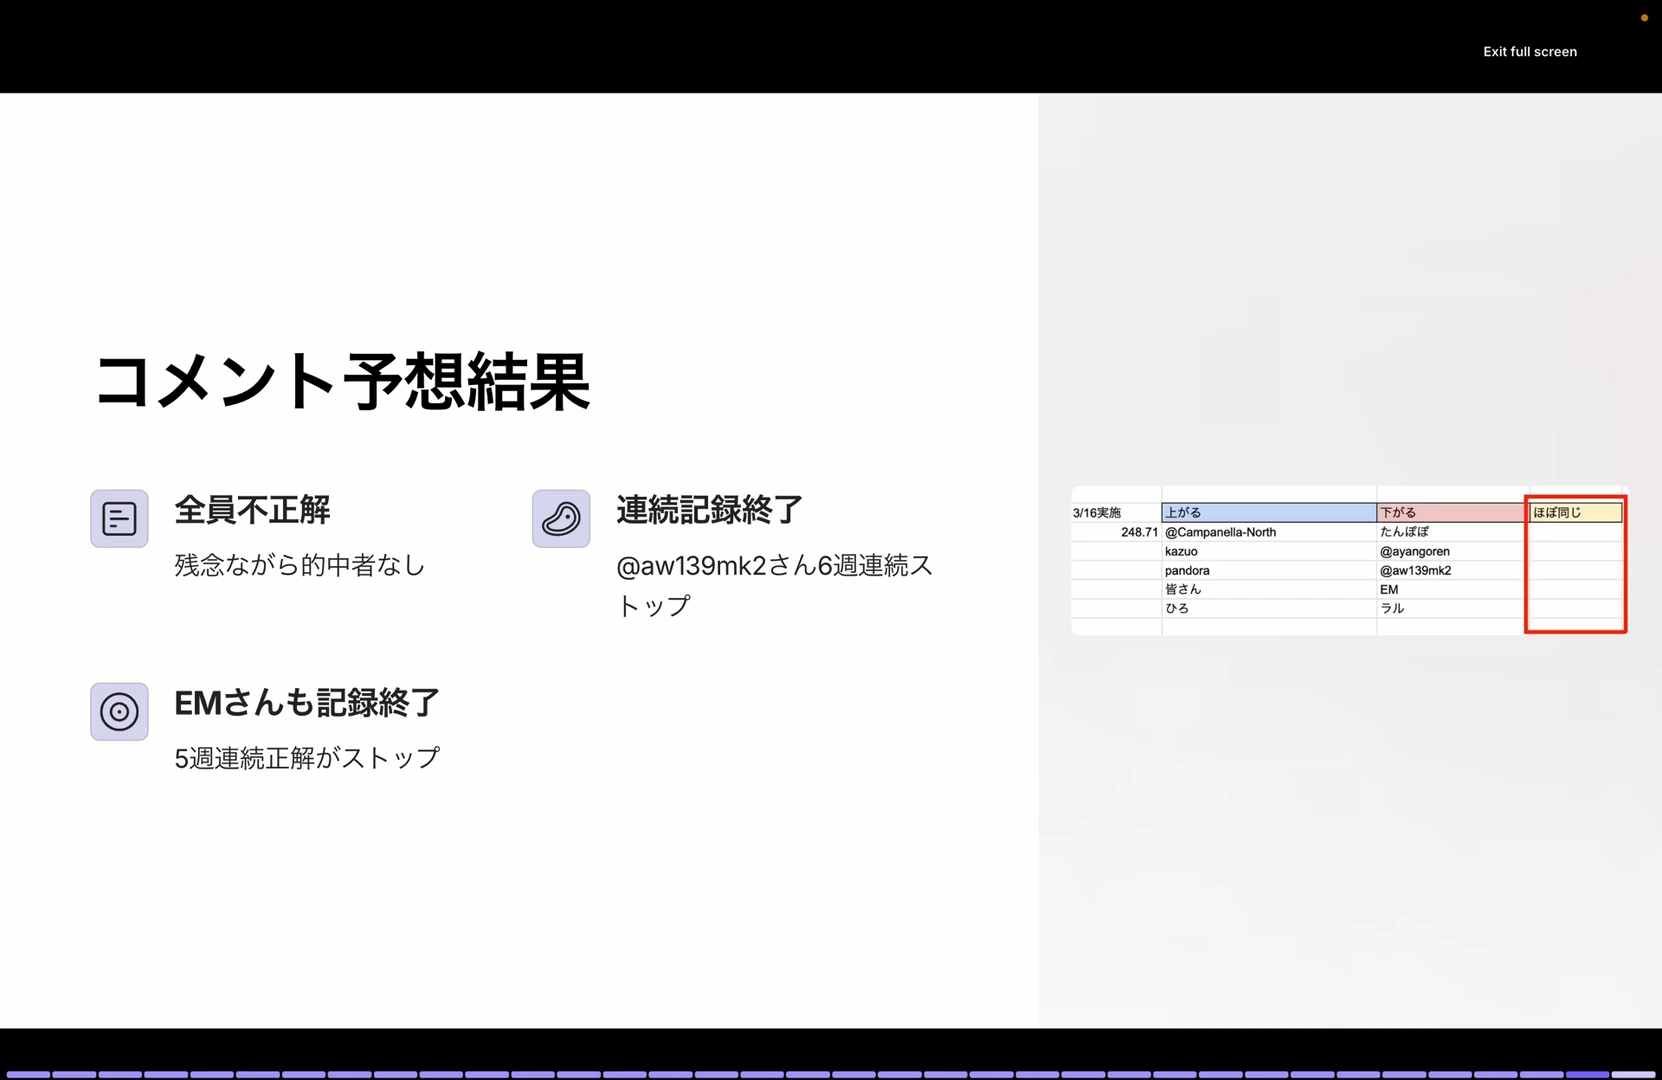 Exit full screen
コメント予想結果
全員不正解
残念ながら的中者なし
連続記録終了
@aw139mk2さん6週連続ス
トップ
EMさんも記録終了
5週連続正解がストップ
3/16実施 上がる 下がる ほぼ同じ
248.71 @Campanella-North たんぽぽ
kazuo @ayangoren
pandora @aw139mk2
皆さん EM
ひろ ラル